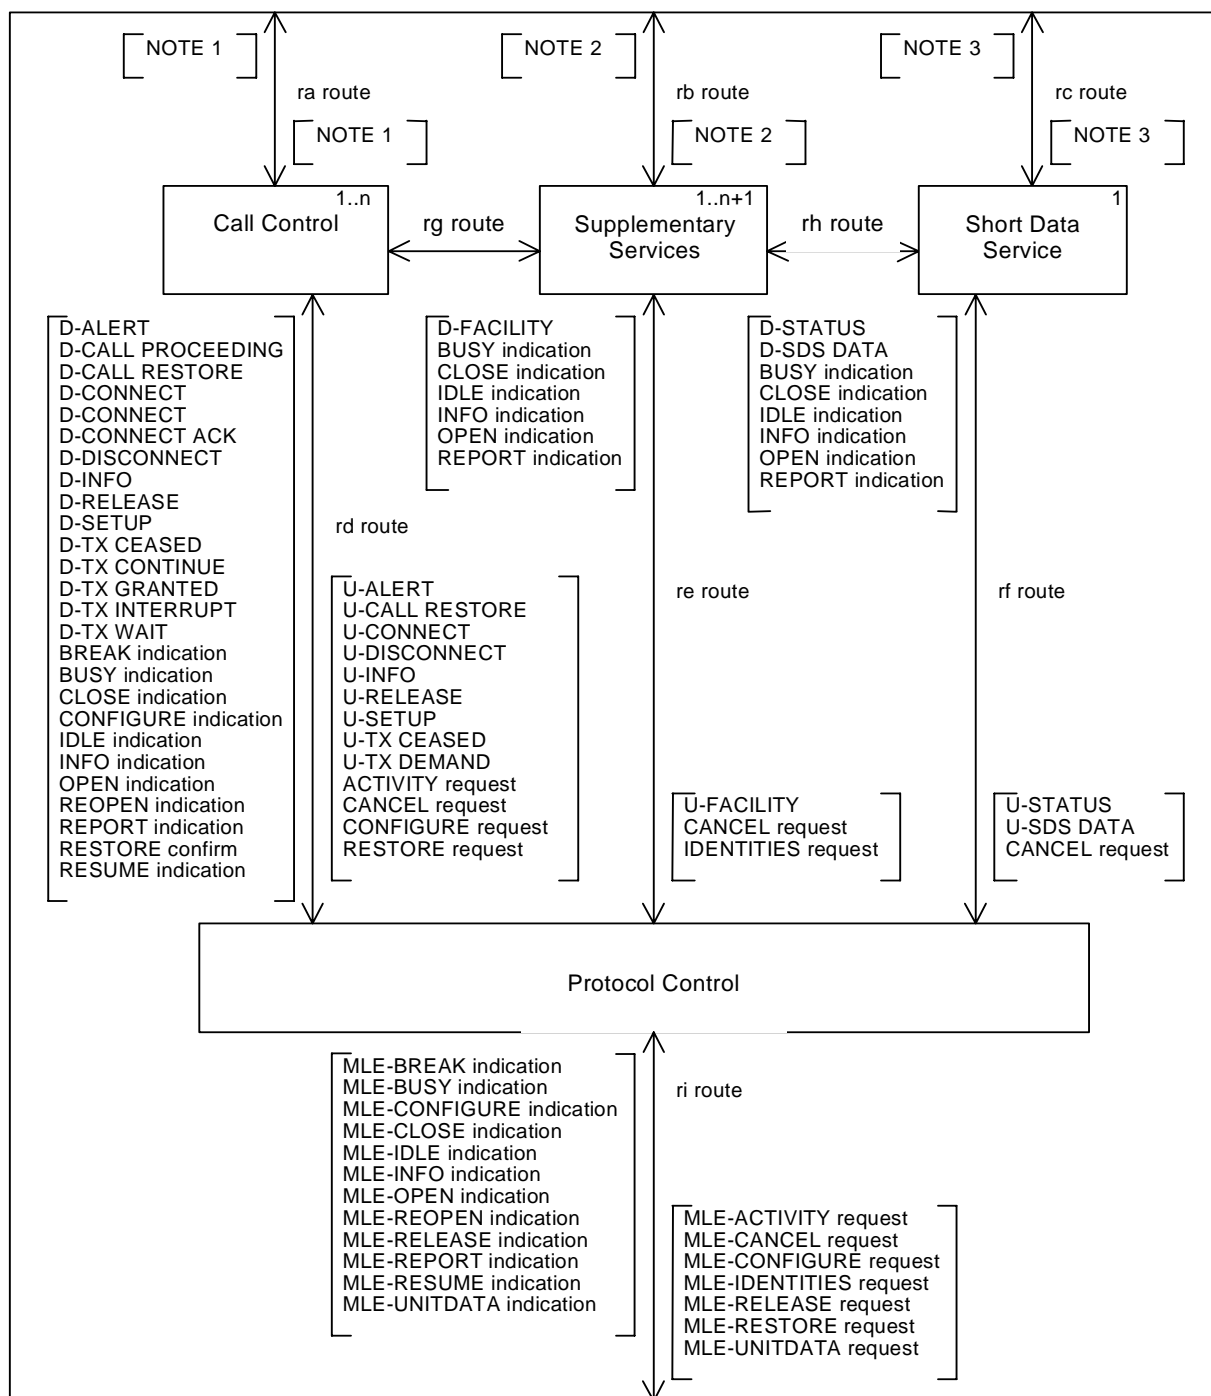 NOTE 1
NOTE 2
NOTE 3
ra route
rb route
rc route
NOTE 1
NOTE 2
NOTE 3
1..n
Call Control
rg route
1..n+1
Supplementary
Services
rh route
1
Short Data
Service
D-ALERT
D-CALL PROCEEDING
D-CALL RESTORE
D-CONNECT
D-CONNECT
D-CONNECT ACK
D-DISCONNECT
D-INFO
D-RELEASE
D-SETUP
D-TX CEASED
D-TX CONTINUE
D-TX GRANTED
D-TX INTERRUPT
D-TX WAIT
BREAK indication
BUSY indication
CLOSE indication
CONFIGURE indication
IDLE indication
INFO indication
OPEN indication
REOPEN indication
REPORT indication
RESTORE confirm
RESUME indication
D-FACILITY
BUSY indication
CLOSE indication
IDLE indication
INFO indication
OPEN indication
REPORT indication
D-STATUS
D-SDS DATA
BUSY indication
CLOSE indication
IDLE indication
INFO indication
OPEN indication
REPORT indication
rd route
re route
rf route
U-ALERT
U-CALL RESTORE
U-CONNECT
U-DISCONNECT
U-INFO
U-RELEASE
U-SETUP
U-TX CEASED
U-TX DEMAND
ACTIVITY request
CANCEL request
CONFIGURE request
RESTORE request
U-FACILITY
CANCEL request
IDENTITIES request
U-STATUS
U-SDS DATA
CANCEL request
Protocol Control
MLE-BREAK indication
MLE-BUSY indication
MLE-CONFIGURE indication
MLE-CLOSE indication
MLE-IDLE indication
MLE-INFO indication
MLE-OPEN indication
MLE-REOPEN indication
MLE-RELEASE indication
MLE-REPORT indication
MLE-RESUME indication
MLE-UNITDATA indication
ri route
MLE-ACTIVITY request
MLE-CANCEL request
MLE-CONFIGURE request
MLE-IDENTITIES request
MLE-RELEASE request
MLE-RESTORE request
MLE-UNITDATA request